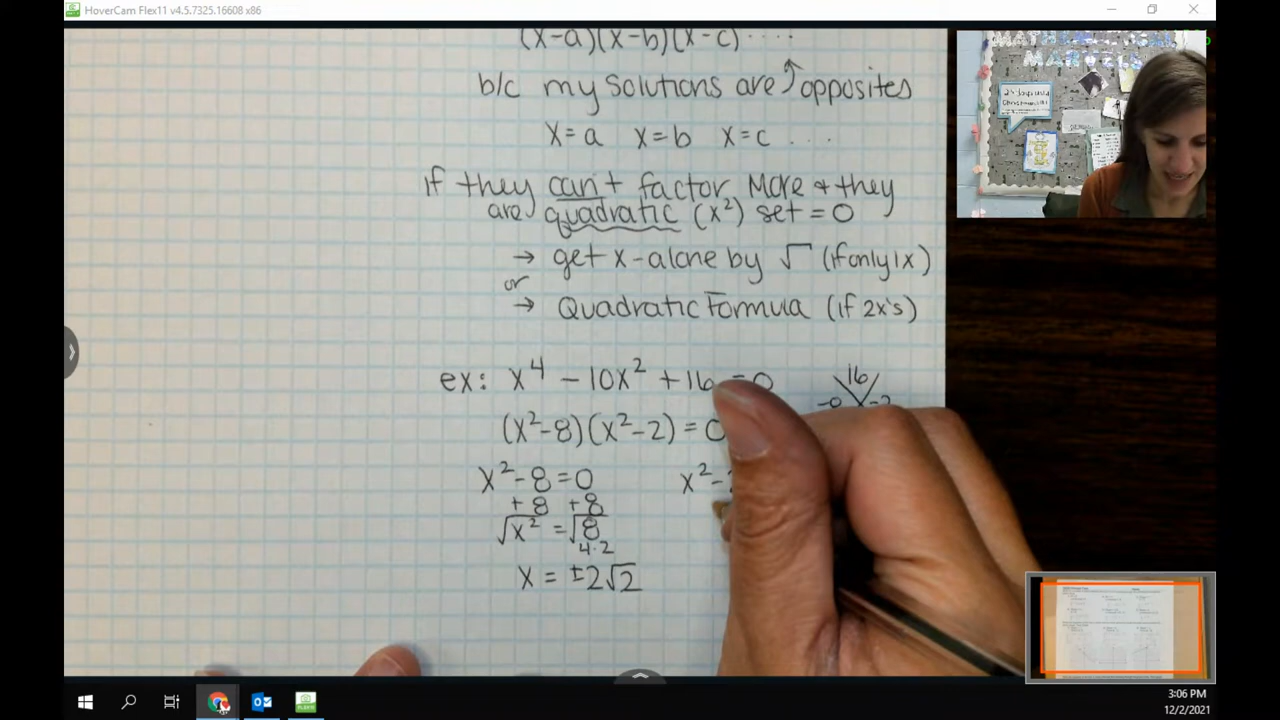 HoverCam Flex11 v4.5.7325.16608 x86
(x-a)(x-b)(x-c) ....
b/c my solutions are opposites
x=a x=b x=c ....
if they can't factor more & they
are quadratic (x²) set = 0
→ get x-alone by √ (if only 1 x)
or
→ Quadratic Formula (if 2x's)
ex: x⁴ - 10x² + 16 = 0
16
(x²-8)(x²-2) = 0
x²-8=0 x²-
+8 +8
√x² = √8
4·2
x = ±2√2
3:06 PM
12/2/2021